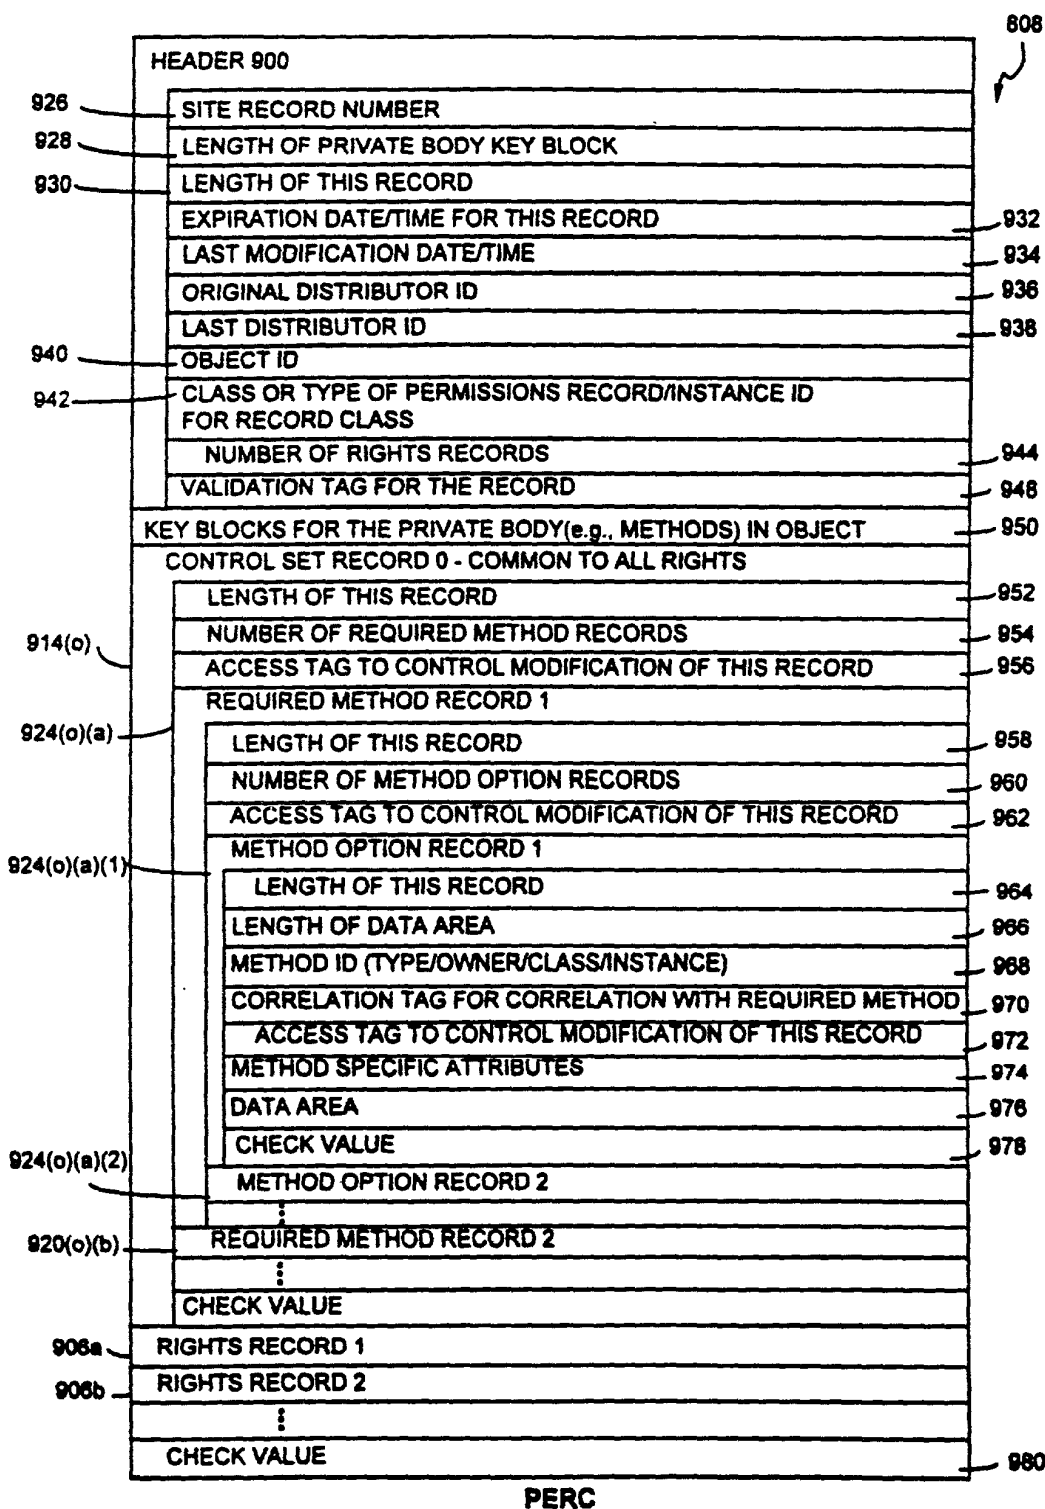 808
HEADER 900
926 SITE RECORD NUMBER
928 LENGTH OF PRIVATE BODY KEY BLOCK
930 LENGTH OF THIS RECORD
EXPIRATION DATE/TIME FOR THIS RECORD 932
LAST MODIFICATION DATE/TIME 934
ORIGINAL DISTRIBUTOR ID 936
LAST DISTRIBUTOR ID 938
940 OBJECT ID
942 CLASS OR TYPE OF PERMISSIONS RECORD/INSTANCE ID
FOR RECORD CLASS
NUMBER OF RIGHTS RECORDS 944
VALIDATION TAG FOR THE RECORD 948
KEY BLOCKS FOR THE PRIVATE BODY(e.g., METHODS) IN OBJECT 950
CONTROL SET RECORD 0 - COMMON TO ALL RIGHTS
LENGTH OF THIS RECORD 952
914(o) NUMBER OF REQUIRED METHOD RECORDS 954
ACCESS TAG TO CONTROL MODIFICATION OF THIS RECORD 956
REQUIRED METHOD RECORD 1
924(o)(a) LENGTH OF THIS RECORD 958
NUMBER OF METHOD OPTION RECORDS 960
ACCESS TAG TO CONTROL MODIFICATION OF THIS RECORD 962
METHOD OPTION RECORD 1
924(o)(a)(1) LENGTH OF THIS RECORD 964
LENGTH OF DATA AREA 966
METHOD ID (TYPE/OWNER/CLASS/INSTANCE) 968
CORRELATION TAG FOR CORRELATION WITH REQUIRED METHOD 970
ACCESS TAG TO CONTROL MODIFICATION OF THIS RECORD 972
METHOD SPECIFIC ATTRIBUTES 974
DATA AREA 976
CHECK VALUE 978
924(o)(a)(2) METHOD OPTION RECORD 2
920(o)(b) REQUIRED METHOD RECORD 2
CHECK VALUE
906a RIGHTS RECORD 1
906b RIGHTS RECORD 2
CHECK VALUE 980
PERC